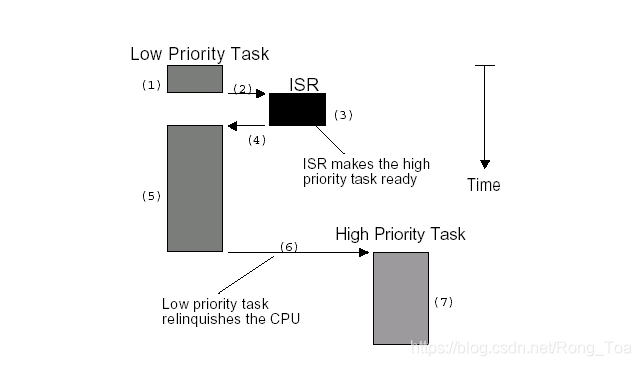 Low Priority Task
(1)
(2)
ISR
(3)
(4)
ISR makes the high
priority task ready
Time
(5)
High Priority Task
(6)
Low priority task
relinquishes the CPU
(7)
https://blog.csdn.net/Rong_Toa